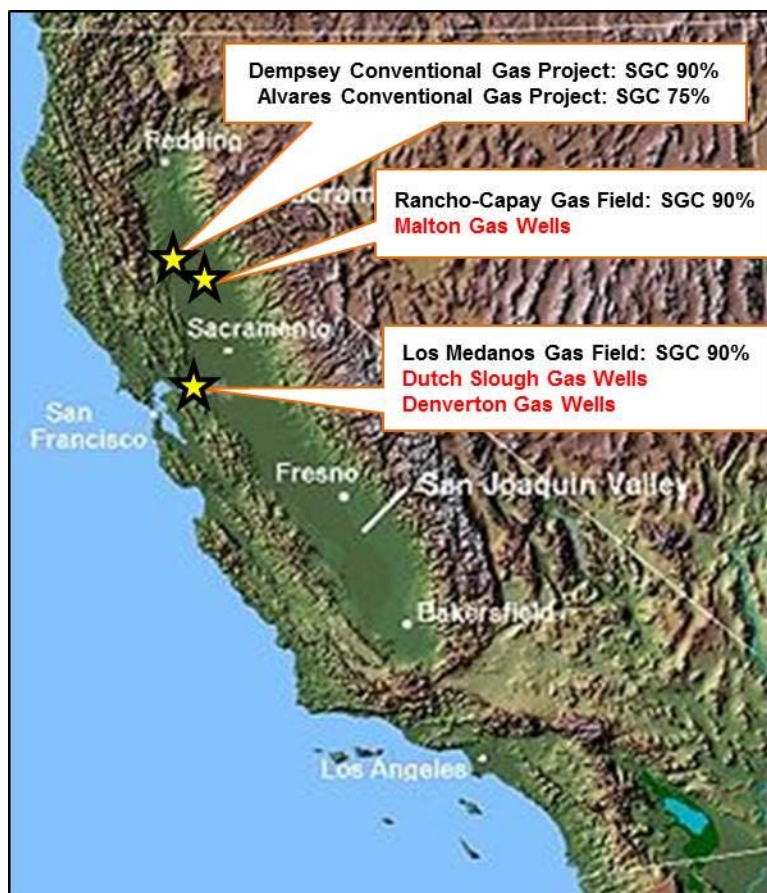 Dempsey Conventional Gas Project: SGC 90%
Alvares Conventional Gas Project: SGC 75%
Redding
Rancho-Capay Gas Field: SGC 90%
Malton Gas Wells
Sacramento
Los Medanos Gas Field: SGC 90%
Dutch Slough Gas Wells
Denverton Gas Wells
San
Francisco
Fresno
San Joaquin Valley
Bakersfield
Los Angeles